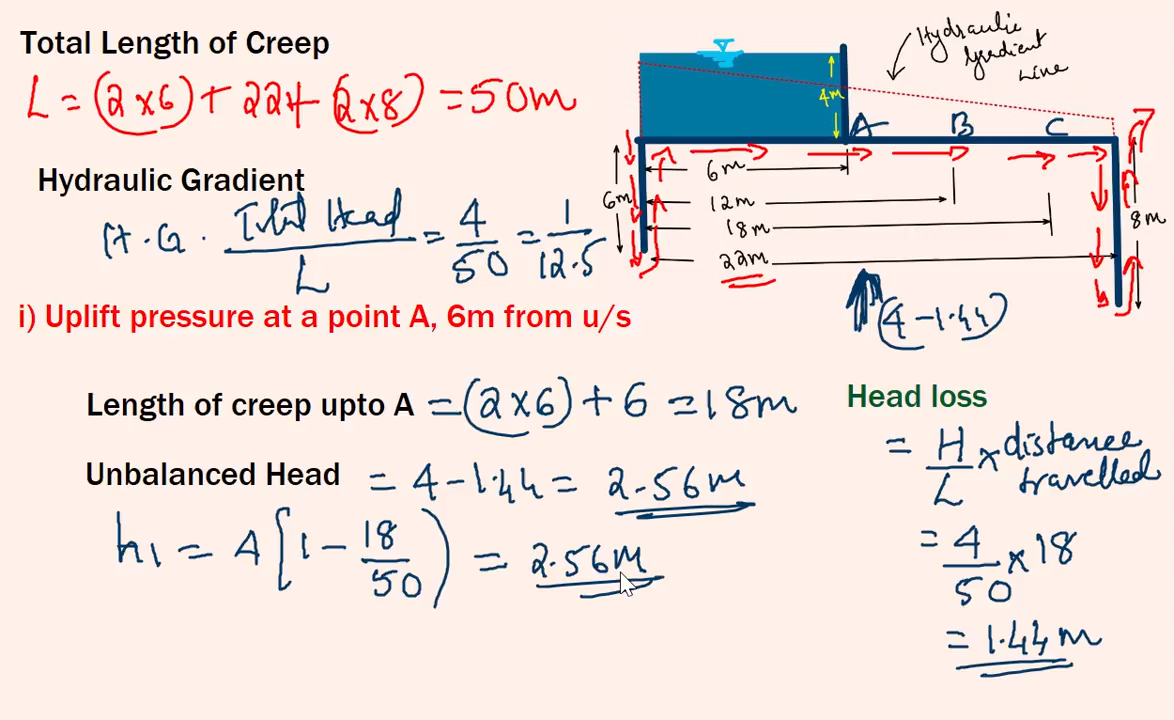 Total Length of Creep
L = (2x6) + 22 + (2x8) = 50m
Hydraulic Gradient
H.G. Total Head / L = 4/50 = 1/12.5
i) Uplift pressure at a point A, 6m from u/s
Length of creep upto A = (2x6) + 6 = 18m
Unbalanced Head = 4 - 1.44 = 2.56m
h1 = 4 [1 - 18/50) = 2.56m
Hydraulic
Gradient
Line
4m
A B C
6m
6m
12m
18m
22m
8m
(4-1.44)
Head loss
= H/L x distance travelled
= 4/50 x 18
= 1.44 m